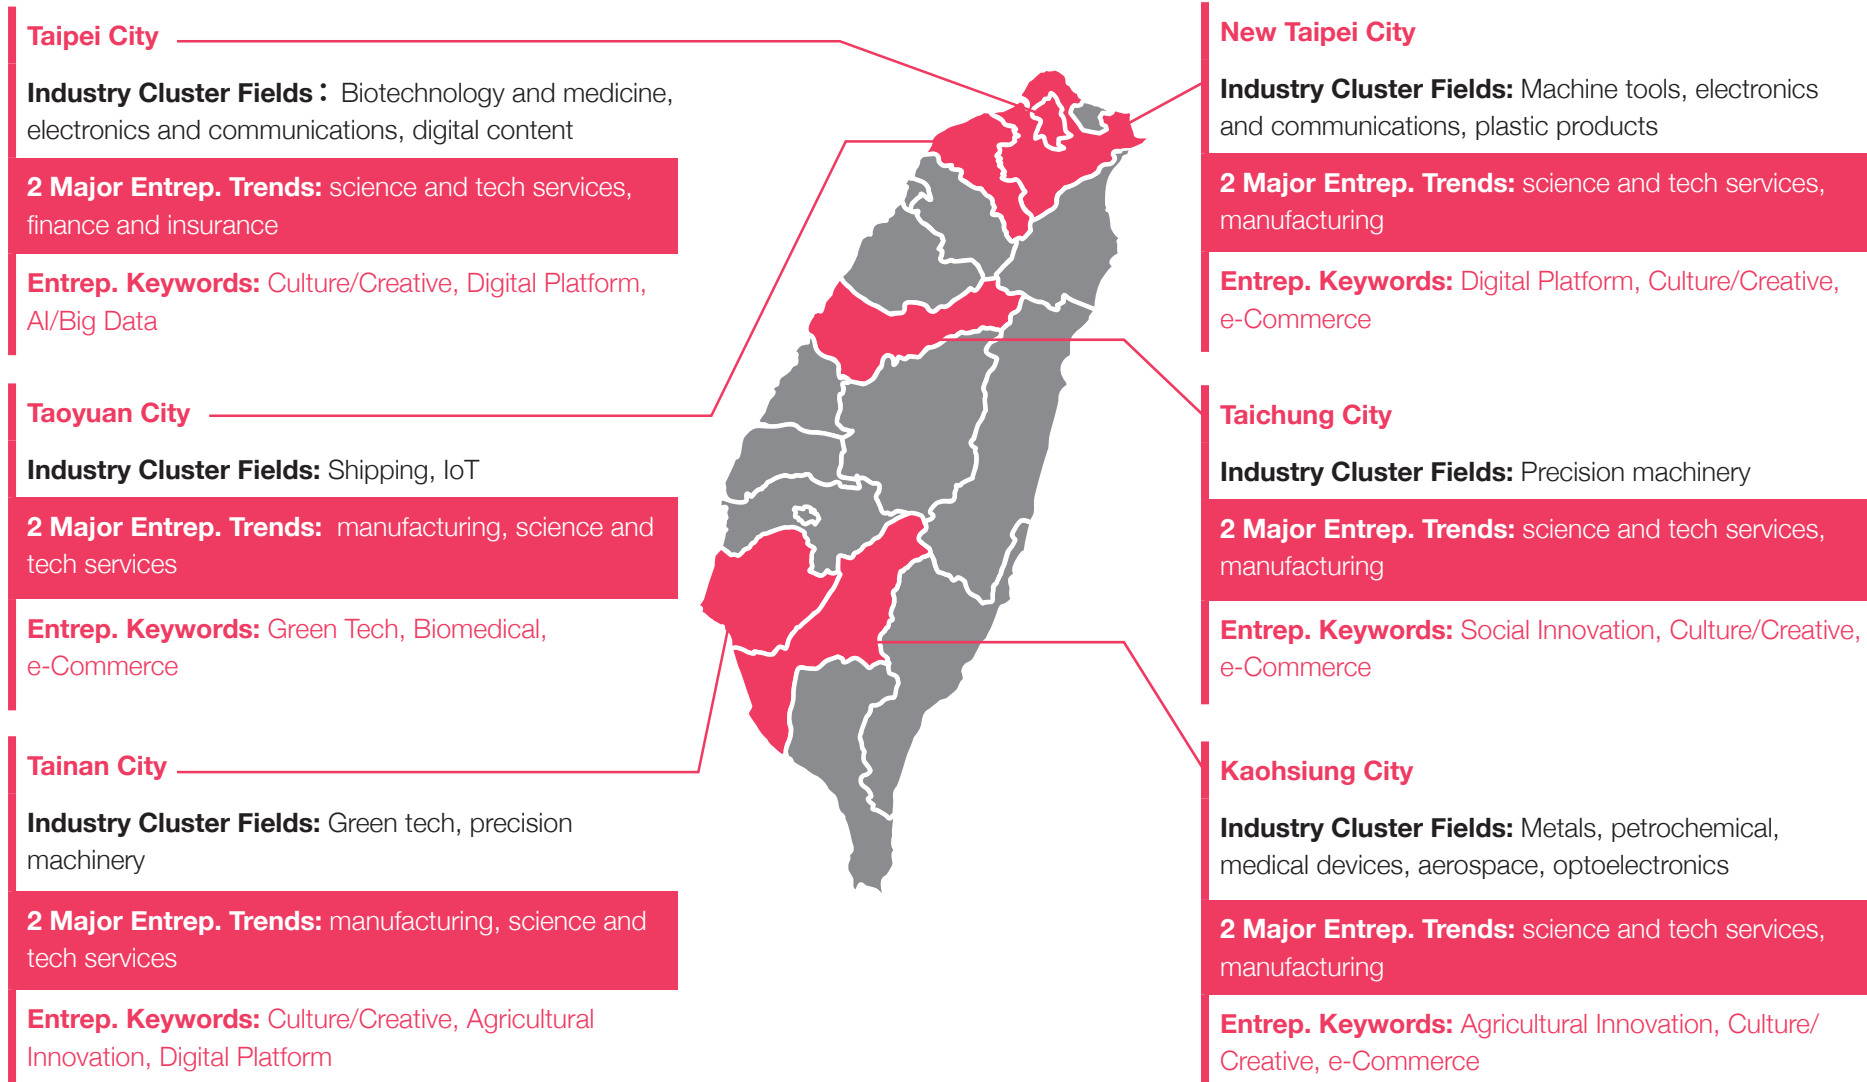 Taipei City
Industry Cluster Fields： Biotechnology and medicine,
electronics and communications, digital content
2 Major Entrep. Trends: science and tech services,
finance and insurance
Entrep. Keywords: Culture/Creative, Digital Platform,
AI/Big Data
Taoyuan City
Industry Cluster Fields: Shipping, IoT
2 Major Entrep. Trends: manufacturing, science and
tech services
Entrep. Keywords: Green Tech, Biomedical,
e-Commerce
Tainan City
Industry Cluster Fields: Green tech, precision
machinery
2 Major Entrep. Trends: manufacturing, science and
tech services
Entrep. Keywords: Culture/Creative, Agricultural
Innovation, Digital Platform
New Taipei City
Industry Cluster Fields: Machine tools, electronics
and communications, plastic products
2 Major Entrep. Trends: science and tech services,
manufacturing
Entrep. Keywords: Digital Platform, Culture/Creative,
e-Commerce
Taichung City
Industry Cluster Fields: Precision machinery
2 Major Entrep. Trends: science and tech services,
manufacturing
Entrep. Keywords: Social Innovation, Culture/Creative,
e-Commerce
Kaohsiung City
Industry Cluster Fields: Metals, petrochemical,
medical devices, aerospace, optoelectronics
2 Major Entrep. Trends: science and tech services,
manufacturing
Entrep. Keywords: Agricultural Innovation, Culture/
Creative, e-Commerce